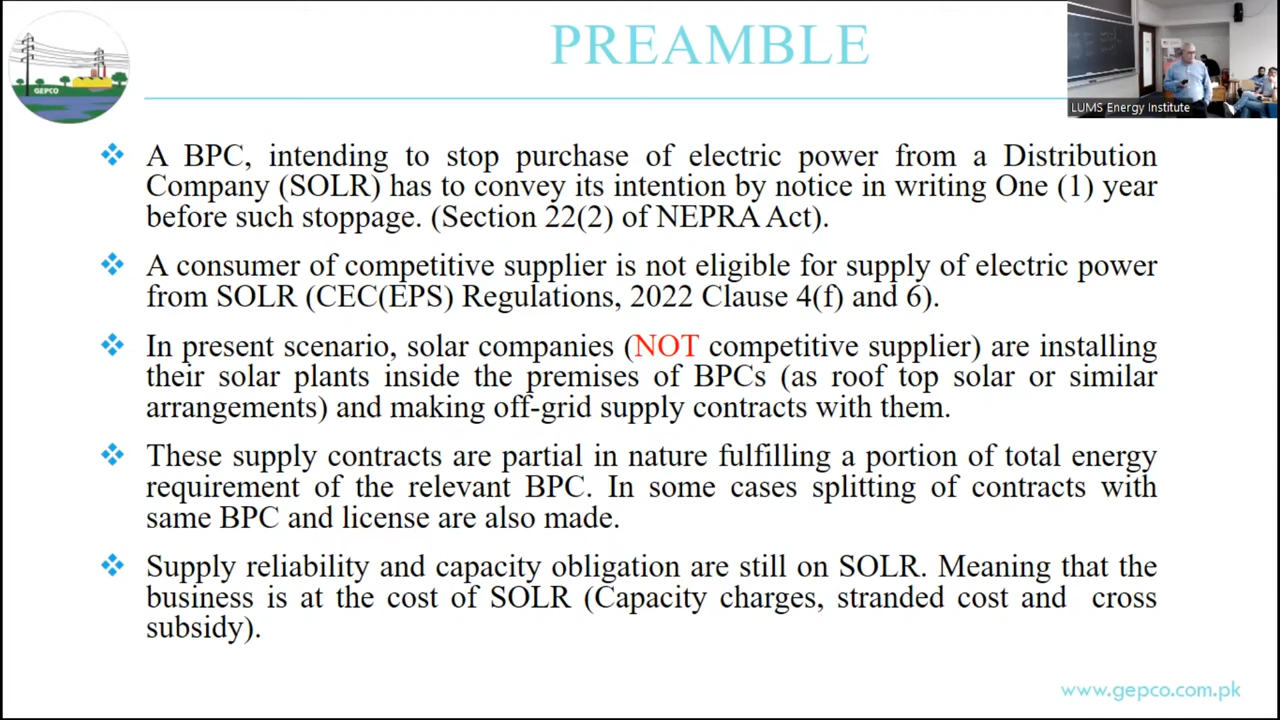 PREAMBLE
GEPCO
LUMS Energy Institute
A BPC, intending to stop purchase of electric power from a Distribution
Company (SOLR) has to convey its intention by notice in writing One (1) year
before such stoppage. (Section 22(2) of NEPRA Act).
A consumer of competitive supplier is not eligible for supply of electric power
from SOLR (CEC(EPS) Regulations, 2022 Clause 4(f) and 6).
In present scenario, solar companies (NOT competitive supplier) are installing
their solar plants inside the premises of BPCs (as roof top solar or similar
arrangements) and making off-grid supply contracts with them.
These supply contracts are partial in nature fulfilling a portion of total energy
requirement of the relevant BPC. In some cases splitting of contracts with
same BPC and license are also made.
Supply reliability and capacity obligation are still on SOLR. Meaning that the
business is at the cost of SOLR (Capacity charges, stranded cost and cross
subsidy).
www.gepco.com.pk